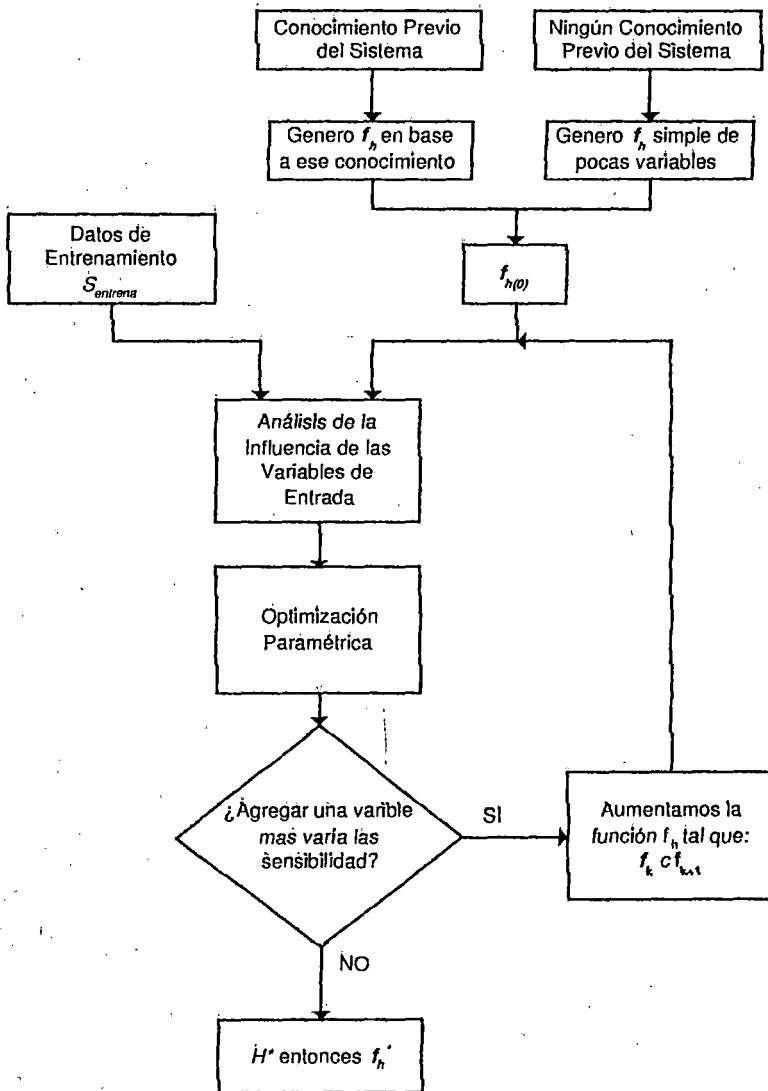 Conocimiento Previo
del Sistema
Ningún Conocimiento
Previo del Sistema
Genero f_h en base
a ese conocimiento
Genero f_h simple de
pocas variables
Datos de
Entrenamiento
S_entrena
f_h(0)
Análisis de la
Influencia de las
Variables de
Entrada
Optimización
Paramétrica
¿Agregar una varible
mas varía las
sensibilidad?
SI
Aumentamos la
función f_h tal que:
f_k c f_k+1
NO
H* entonces f_h*